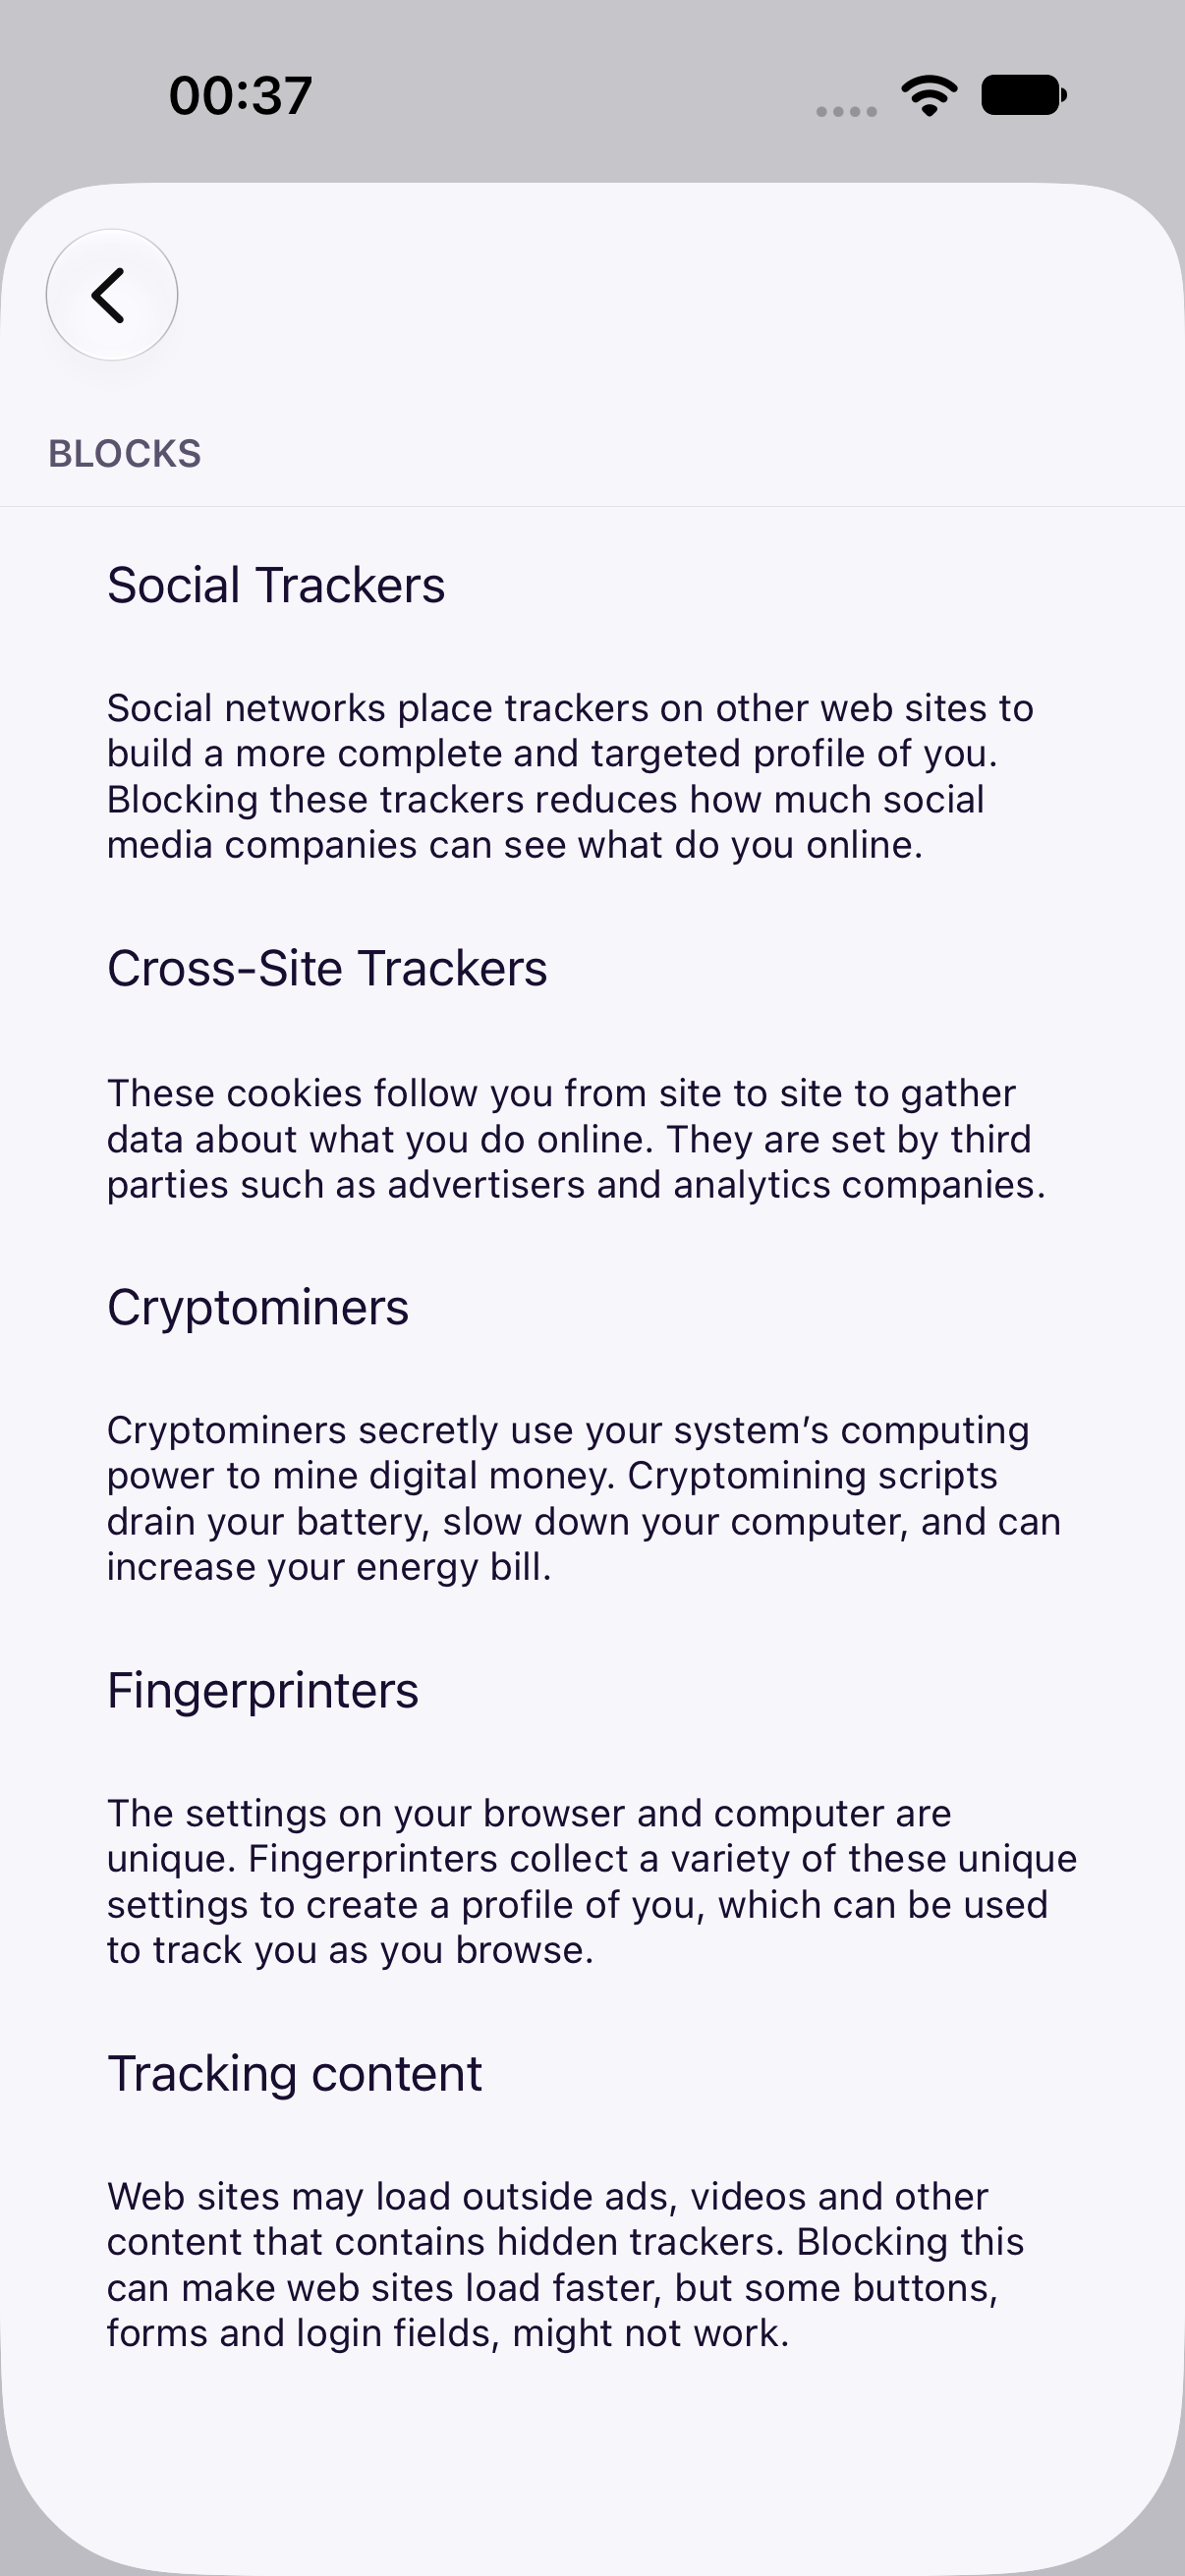 00:37
BLOCKS
Social Trackers
Social networks place trackers on other web sites to
build a more complete and targeted profile of you.
Blocking these trackers reduces how much social
media companies can see what do you online.
Cross-Site Trackers
These cookies follow you from site to site to gather
data about what you do online. They are set by third
parties such as advertisers and analytics companies.
Cryptominers
Cryptominers secretly use your system’s computing
power to mine digital money. Cryptomining scripts
drain your battery, slow down your computer, and can
increase your energy bill.
Fingerprinters
The settings on your browser and computer are
unique. Fingerprinters collect a variety of these unique
settings to create a profile of you, which can be used
to track you as you browse.
Tracking content
Web sites may load outside ads, videos and other
content that contains hidden trackers. Blocking this
can make web sites load faster, but some buttons,
forms and login fields, might not work.